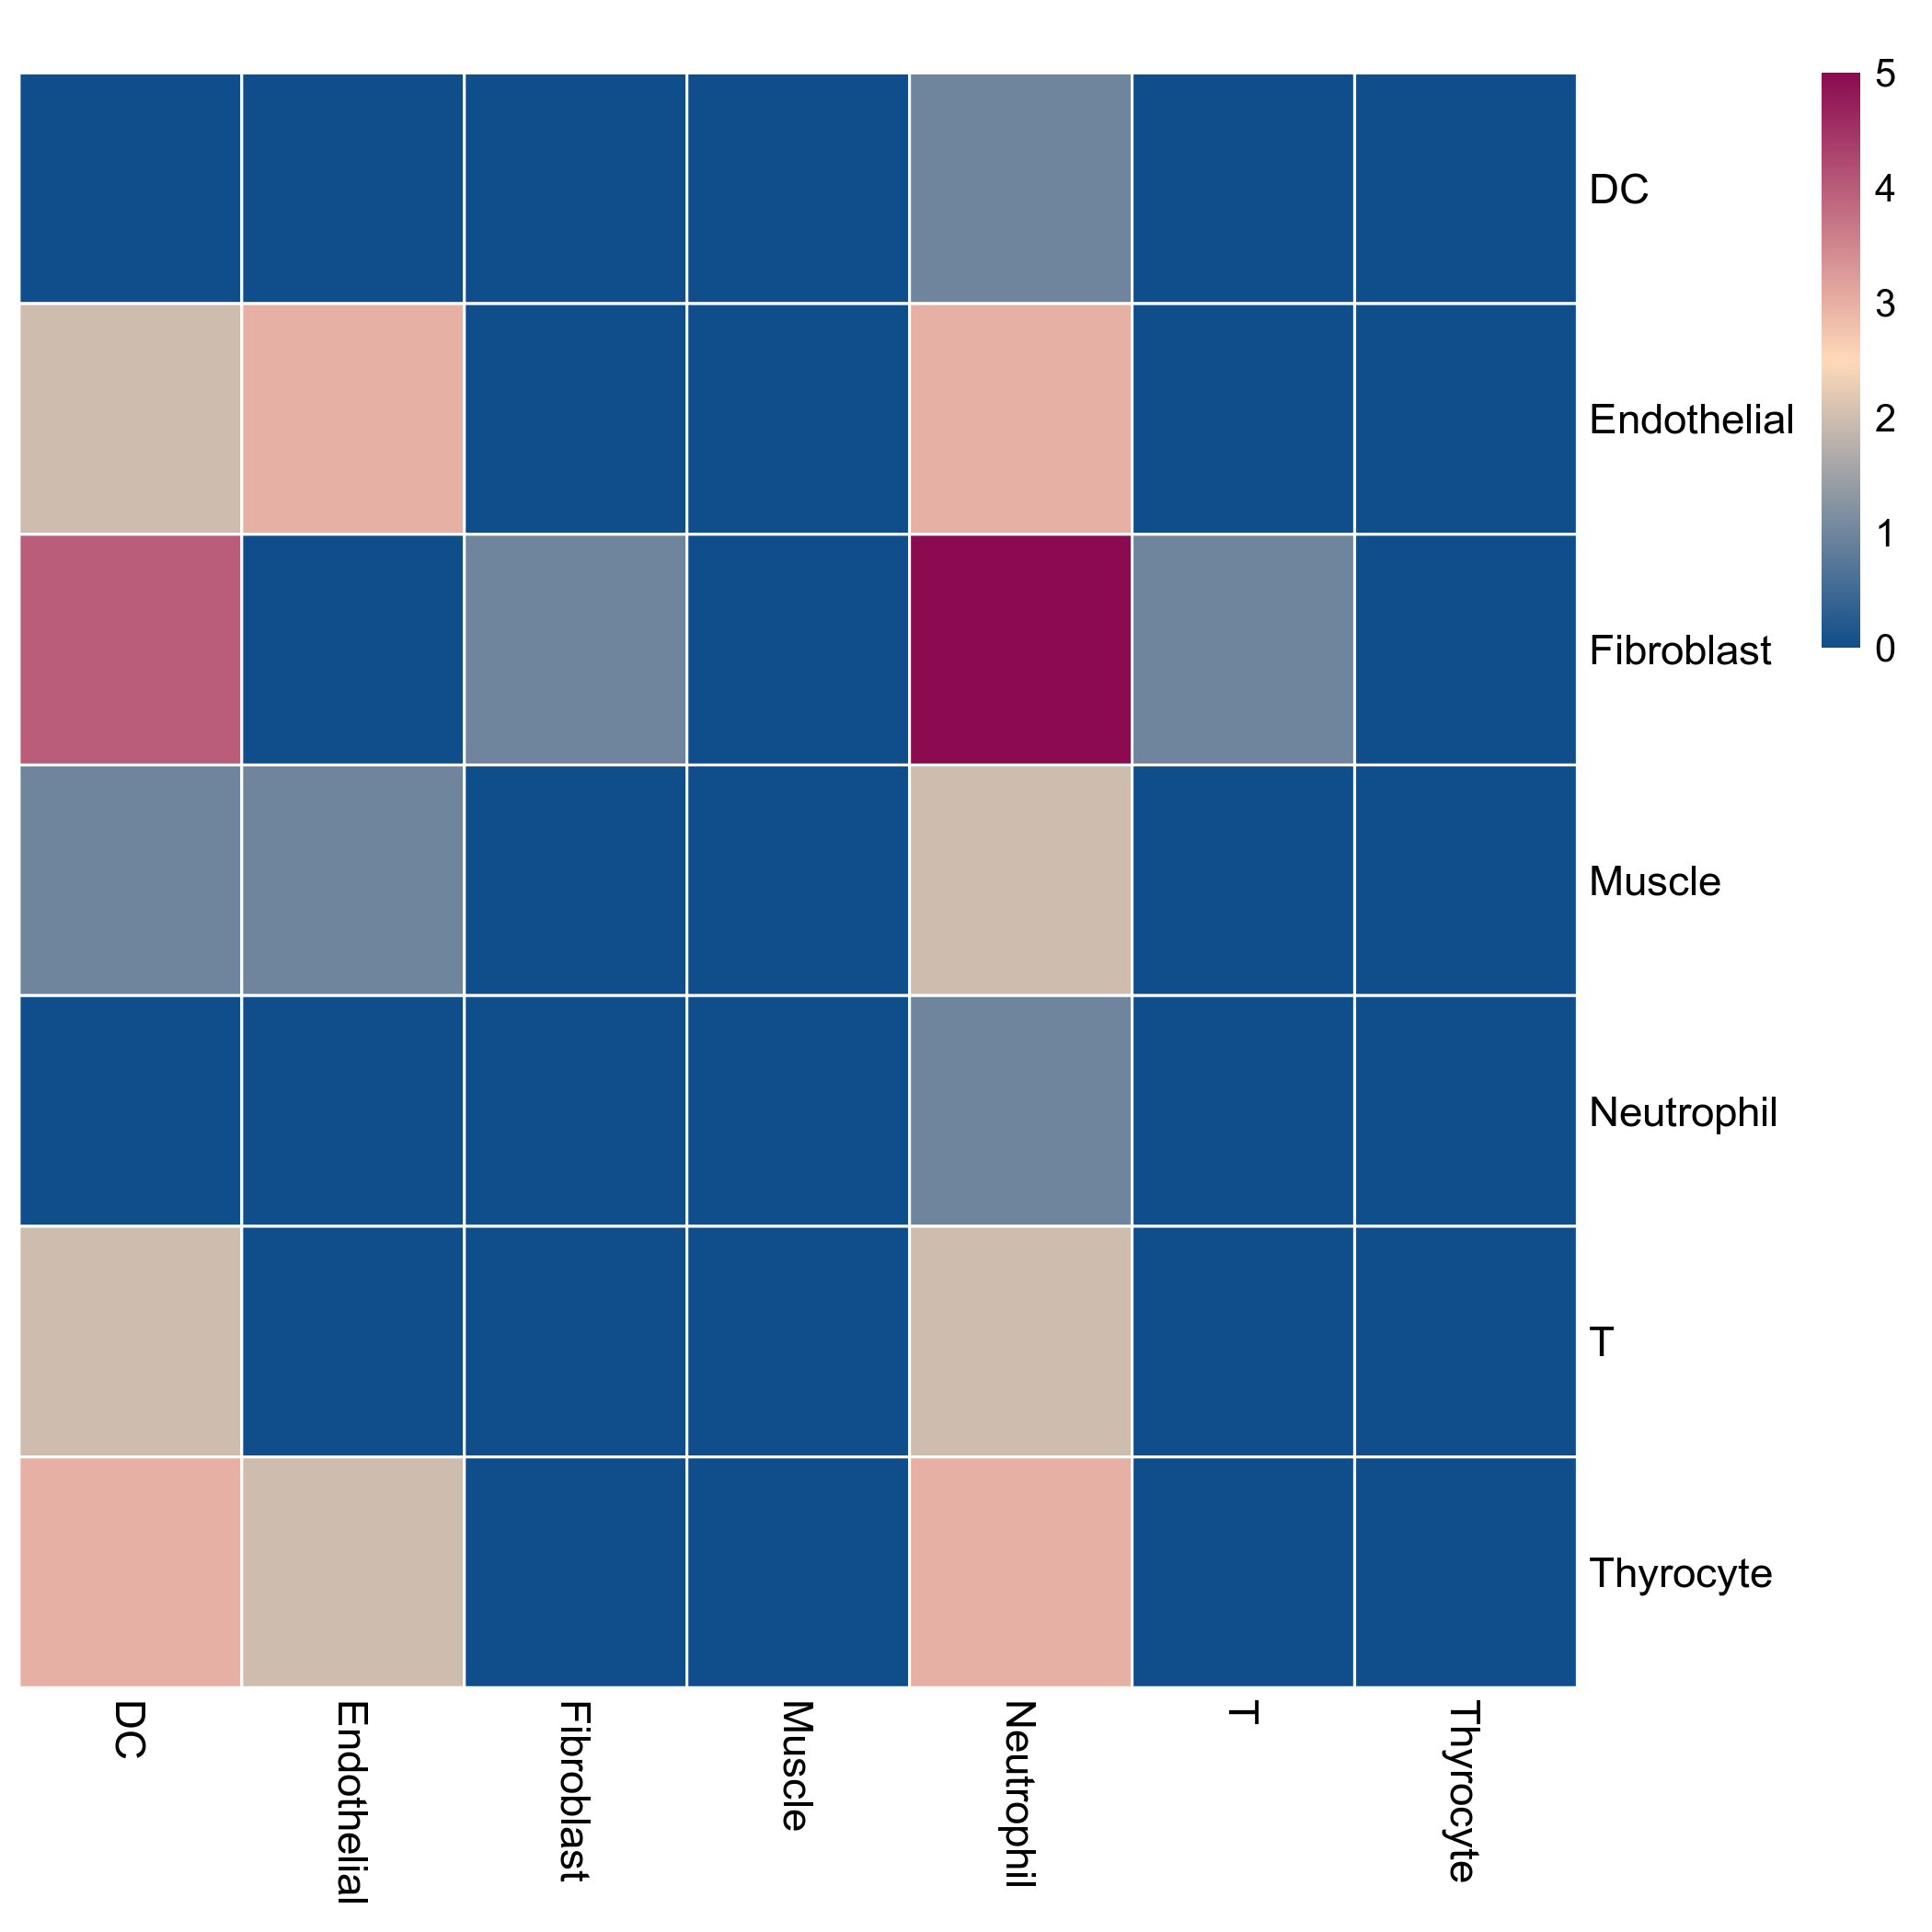 5
4
3
2
1
0
DC
Endothelial
Fibroblast
Muscle
Neutrophil
T
Thyrocyte
DC
Endothelial
Fibroblast
Muscle
Neutrophil
T
Thyrocyte